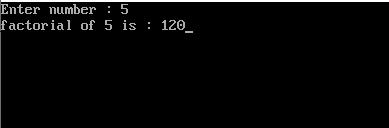 Enter number : 5
factorial of 5 is : 120_